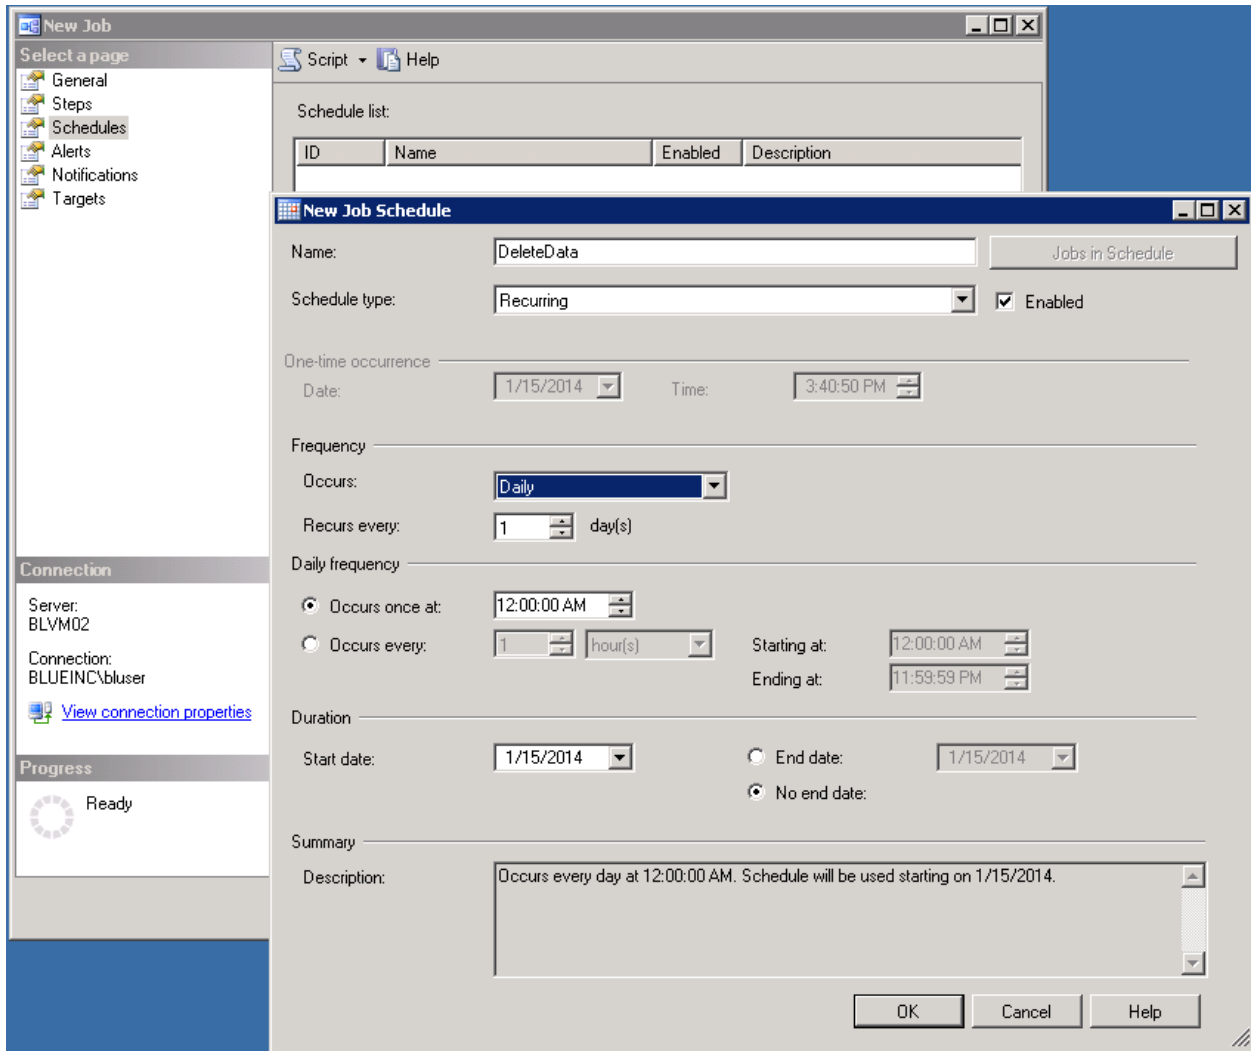 New Job
Select a page
General
Steps
Schedules
Alerts
Notifications
Targets
Script Help
Schedule list:
ID Name Enabled Description
New Job Schedule
Name: DeleteData Jobs in Schedule
Schedule type: Recurring Enabled
One-time occurrence
Date: 1/15/2014 Time: 3:40:50 PM
Frequency
Occurs: Daily
Recurs every: 1 day(s)
Daily frequency
Occurs once at: 12:00:00 AM
Occurs every: 1 hour(s) Starting at: 12:00:00 AM
Ending at: 11:59:59 PM
Duration
Start date: 1/15/2014 End date: 1/15/2014
No end date:
Summary
Description: Occurs every day at 12:00:00 AM. Schedule will be used starting on 1/15/2014.
OK Cancel Help
Connection
Server:
BLVM02
Connection:
BLUEINC\bluser
View connection properties
Progress
Ready